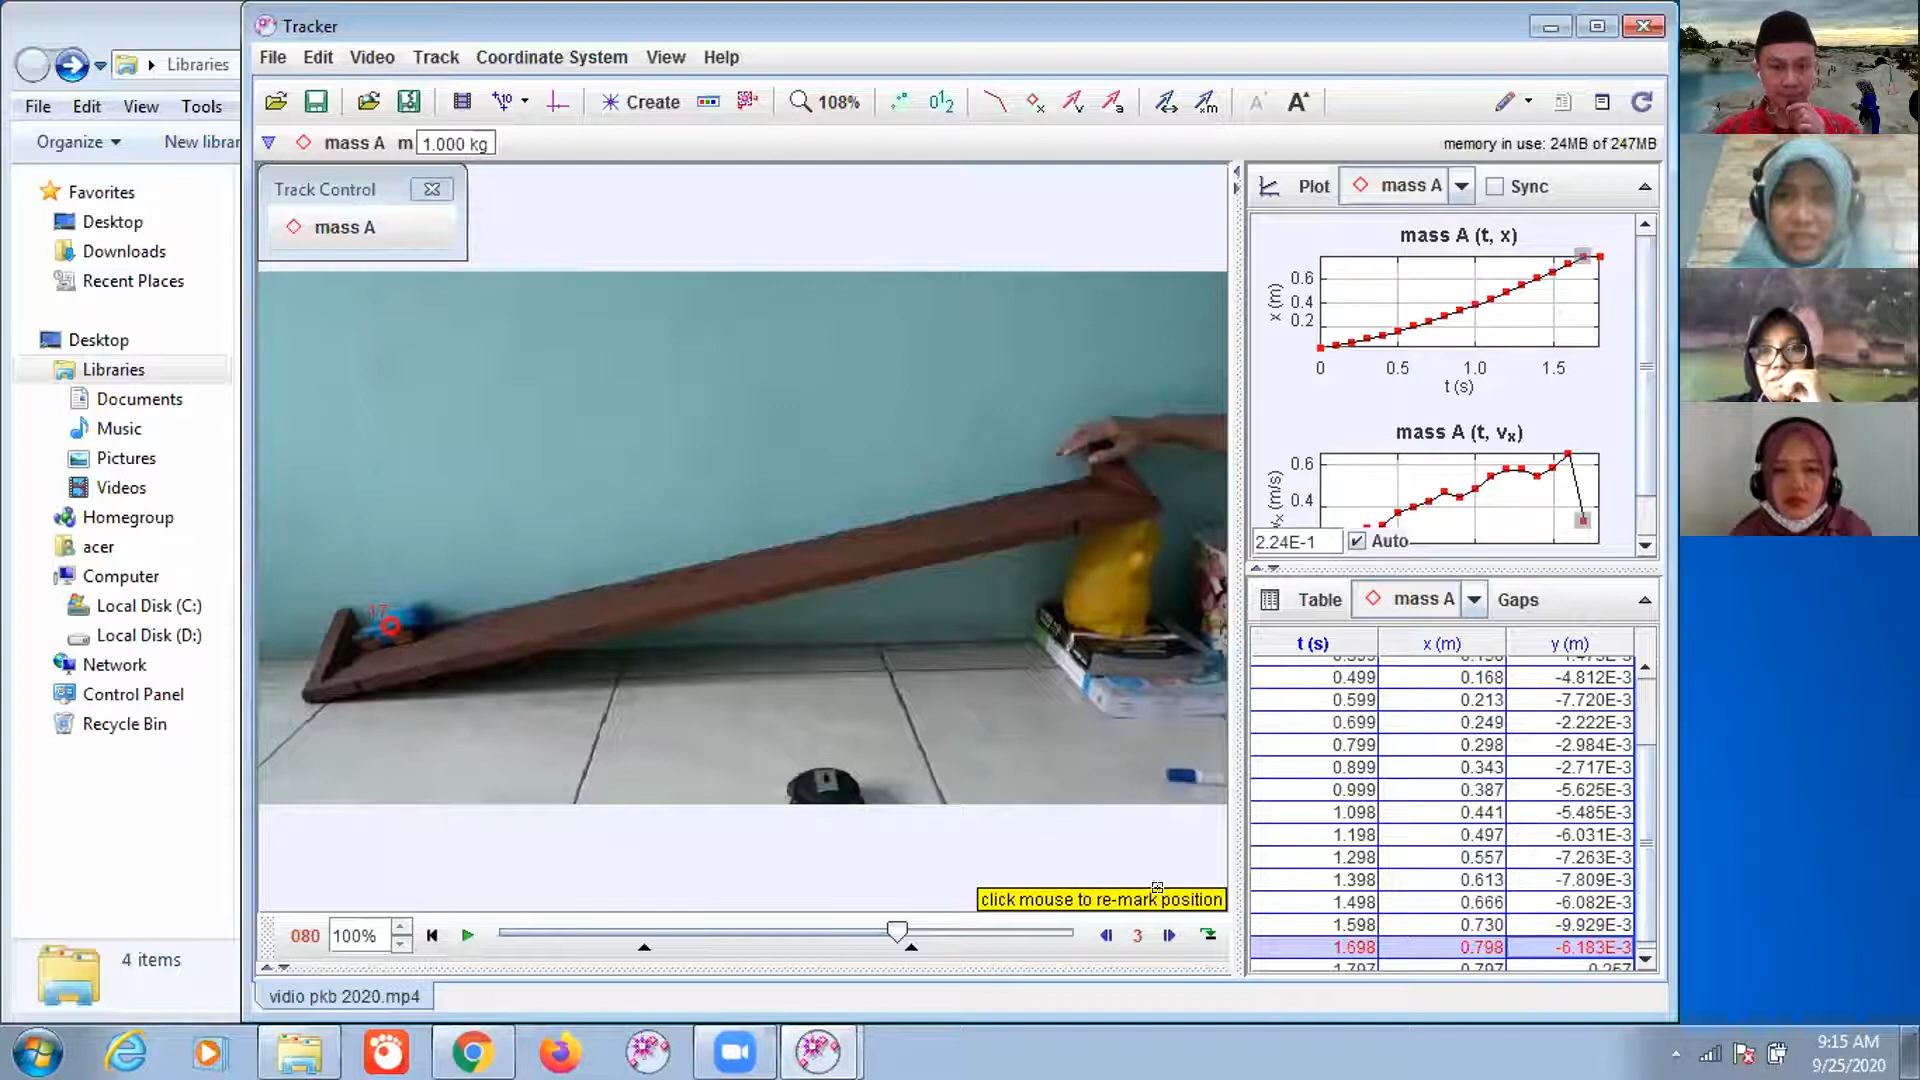 Libraries
File Edit View Tools
Organize
New librar
Favorites
Desktop
Downloads
Recent Places
Desktop
Libraries
Documents
Music
Pictures
Videos
Homegroup
acer
Computer
Local Disk (C:)
Local Disk (D:)
Network
Control Panel
Recycle Bin
4 items
Tracker
File Edit Video Track Coordinate System View Help
Create 108%
mass A m 1.000 kg
memory in use: 24MB of 247MB
Track Control
mass A
17
click mouse to re-mark position
080 100% 3
vidio pkb 2020.mp4
Plot mass A Sync
mass A (t, x)
x (m)
0.6
0.4
0.2
0 0.5 1.0 1.5
t (s)
mass A (t, vx)
vx (m/s)
0.6
0.4
2.24E-1 Auto
Table mass A Gaps
t (s) x (m) y (m)
0.499 0.168 -4.812E-3
0.599 0.213 -7.720E-3
0.699 0.249 -2.222E-3
0.799 0.298 -2.984E-3
0.899 0.343 -2.717E-3
0.999 0.387 -5.625E-3
1.098 0.441 -5.485E-3
1.198 0.497 -6.031E-3
1.298 0.557 -7.263E-3
1.398 0.613 -7.809E-3
1.498 0.666 -6.082E-3
1.598 0.730 -9.929E-3
1.698 0.798 -6.183E-3
1.797 0.797 0.257
9:15 AM
9/25/2020